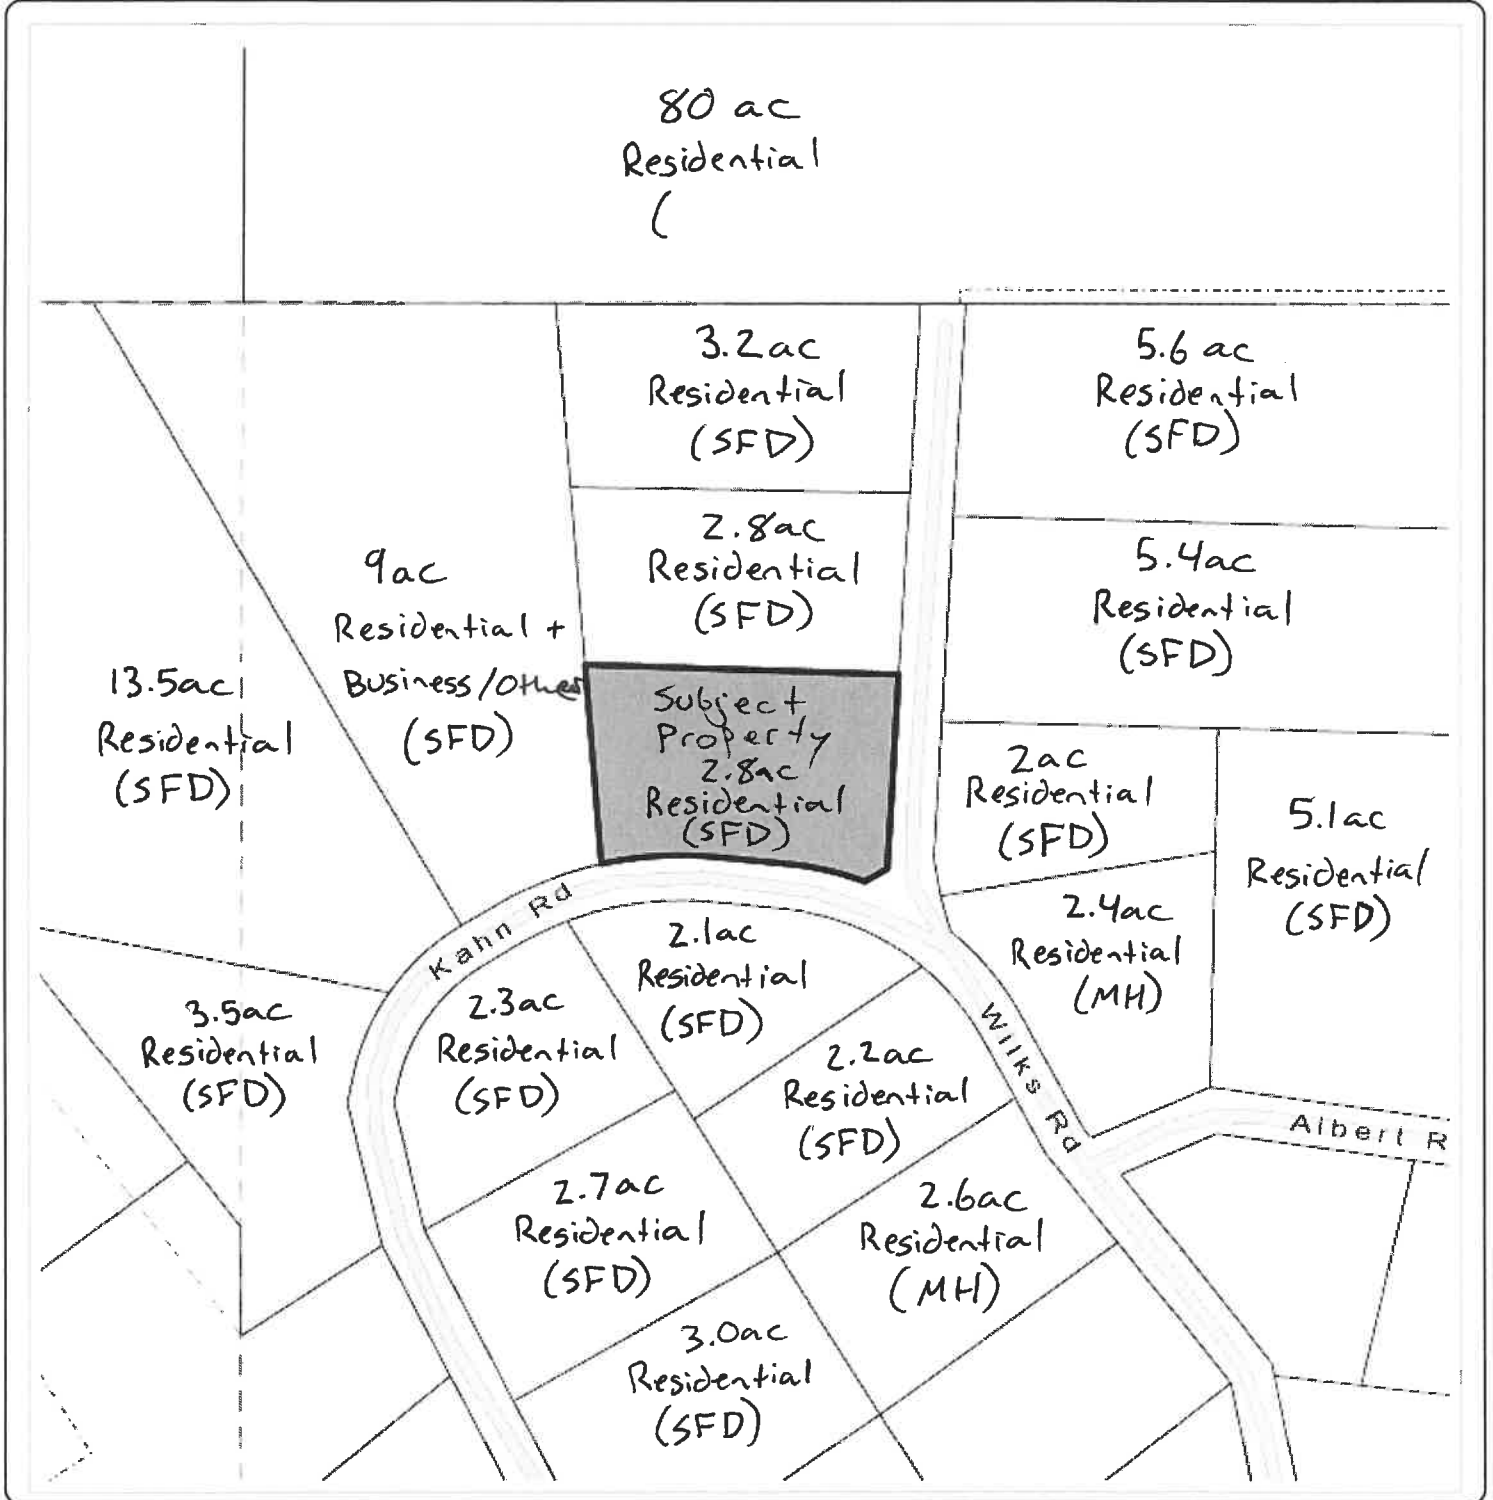 80 ac
Residential
(
3.2ac
Residential
(SFD)
5.6 ac
Residential
(SFD)
2.8ac
Residential
(SFD)
5.4ac
Residential
(SFD)
9ac
Residential +
Business/Other
(SFD)
13.5ac
Residential
(SFD)
Subject
Property
2.8ac
Residential
(SFD)
2ac
Residential
(SFD)
5.1ac
Residential
(SFD)
2.4ac
Residential
(MH)
Kahn Rd
2.1ac
Residential
(SFD)
2.3ac
Residential
(SFD)
3.5ac
Residential
(SFD)
Wilks Rd
2.2ac
Residential
(SFD)
Albert R
2.7ac
Residential
(SFD)
2.6ac
Residential
(MH)
3.0ac
Residential
(SFD)